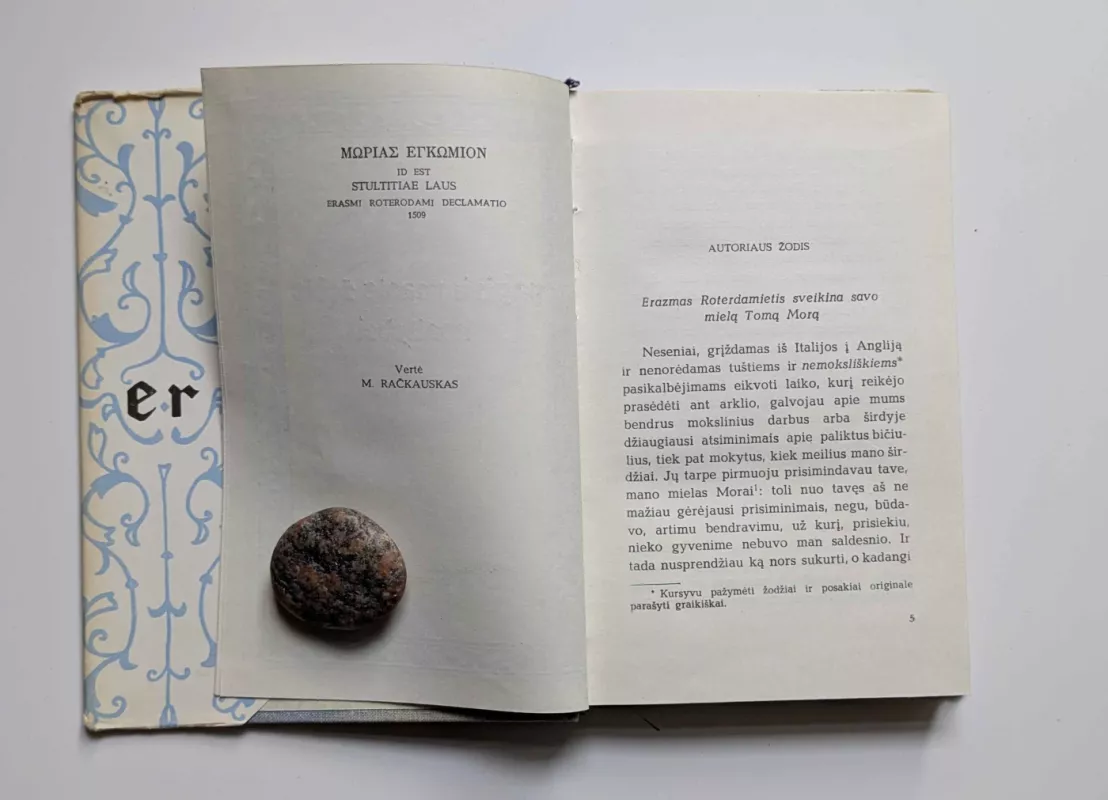 er
ΜΩΡΙΑΣ ΕΓΚΩΜΙΟΝ
ID EST
STULTITIAE LAUS
ERASMI ROTERODAMI DECLAMATIO
1509
Vertė
M. RAČKAUSKAS
AUTORIAUS ŽODIS
Erazmas Roterdamietis sveikina savo
mielą Tomą Morą
Neseniai, grįždamas iš Italijos į Angliją
ir nenorėdamas tuštiems ir nemoksliškiems*
pasikalbėjimams eikvoti laiko, kurį reikėjo
prasėdėti ant arklio, galvojau apie mums
bendrus mokslinius darbus arba širdyje
džiaugiausi atsiminimais apie paliktus bičiu-
lius, tiek pat mokytus, kiek meilius mano šir-
džiai. Jų tarpe pirmuoju prisimindavau tave,
mano mielas Morai¹: toli nuo tavęs aš ne
mažiau gėrėjausi prisiminimais, negu, būda-
vo, artimu bendravimu, už kurį, prisiekiu,
nieko gyvenime nebuvo man saldesnio. Ir
tada nusprendžiau ką nors sukurti, o kadangi
* Kursyvu pažymėti žodžiai ir posakiai originale
parašyti graikiškai.
5